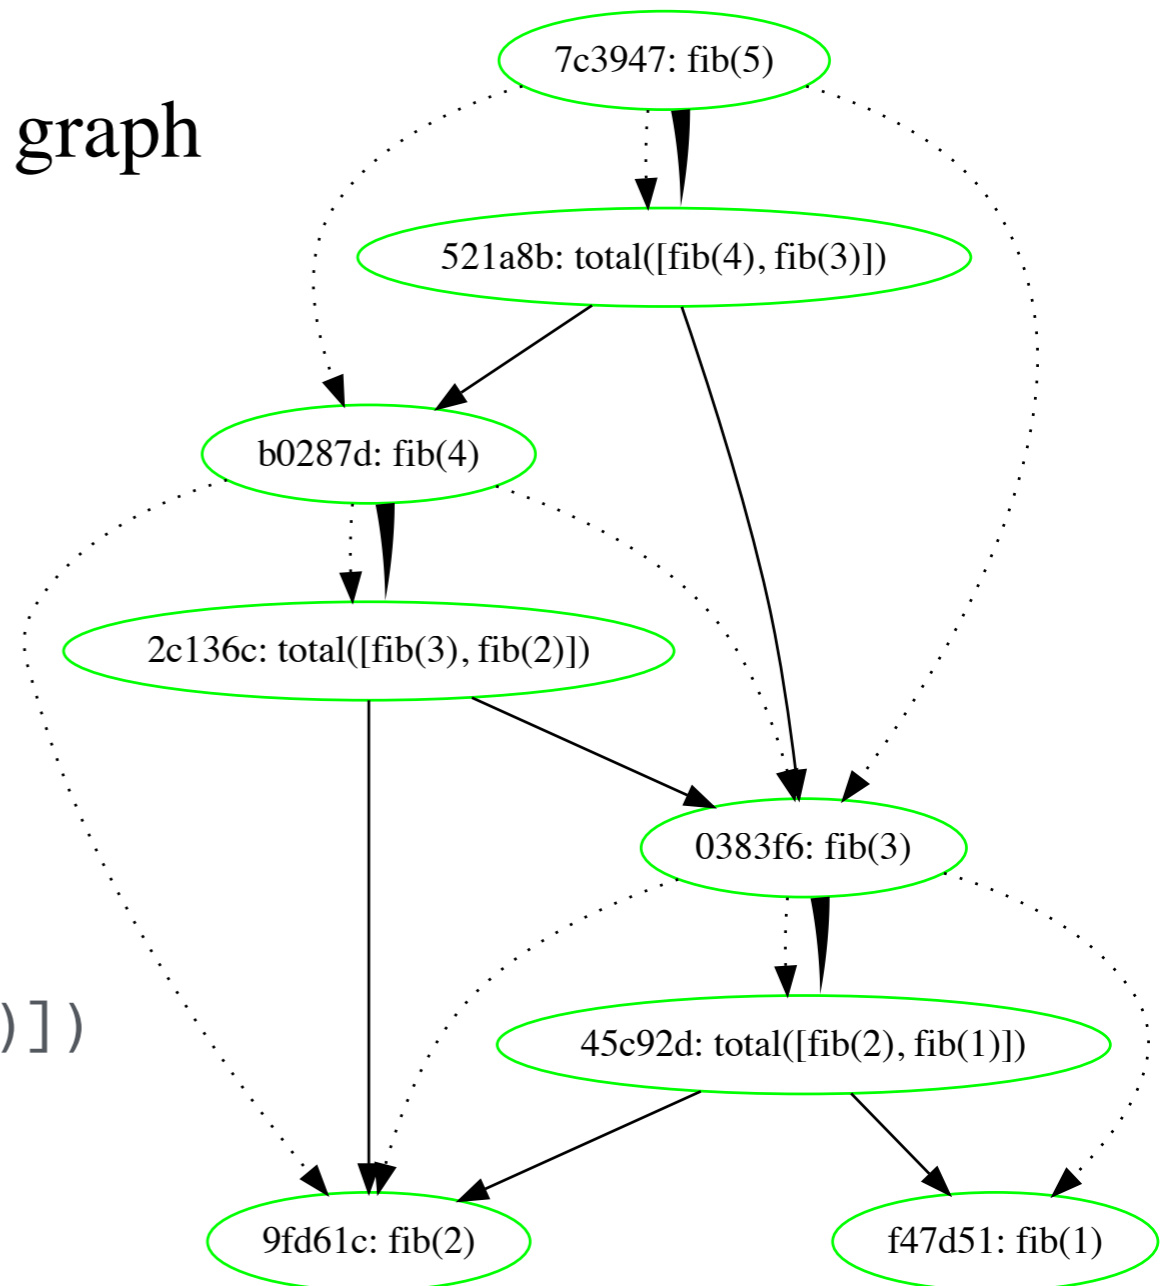 7c3947: fib(5)
graph
521a8b: total([fib(4), fib(3)])
b0287d: fib(4)
2c136c: total([fib(3), fib(2)])
0383f6: fib(3)
)])
45c92d: total([fib(2), fib(1)])
9fd61c: fib(2)
f47d51: fib(1)